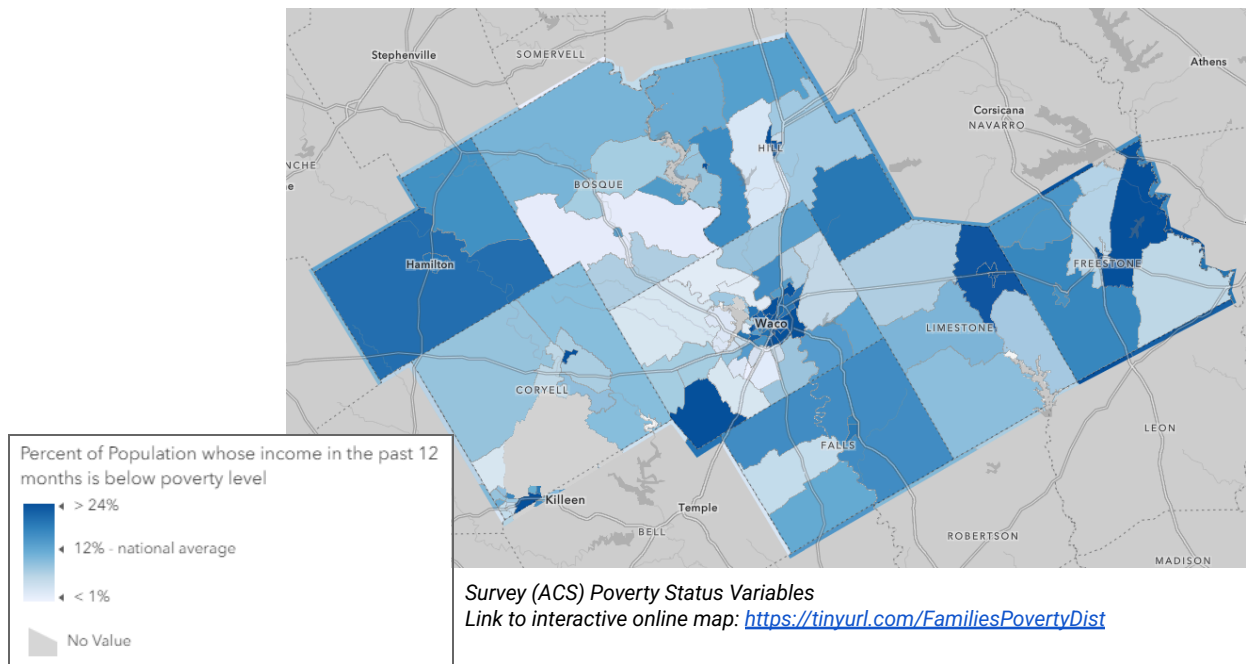 Stephenville
SOMERVELL
Athens
Corsicana
NAVARRO
NCHE
ne
HILL
BOSQUE
Hamilton
FREESTONE
Waco
LIMESTONE
CORYELL
LEON
FALLS
Killeen
Temple
BELL
ROBERTSON
MADISON
Percent of Population whose income in the past 12
months is below poverty level
> 24%
12% - national average
< 1%
No Value
Survey (ACS) Poverty Status Variables
Link to interactive online map: https://tinyurl.com/FamiliesPovertyDist